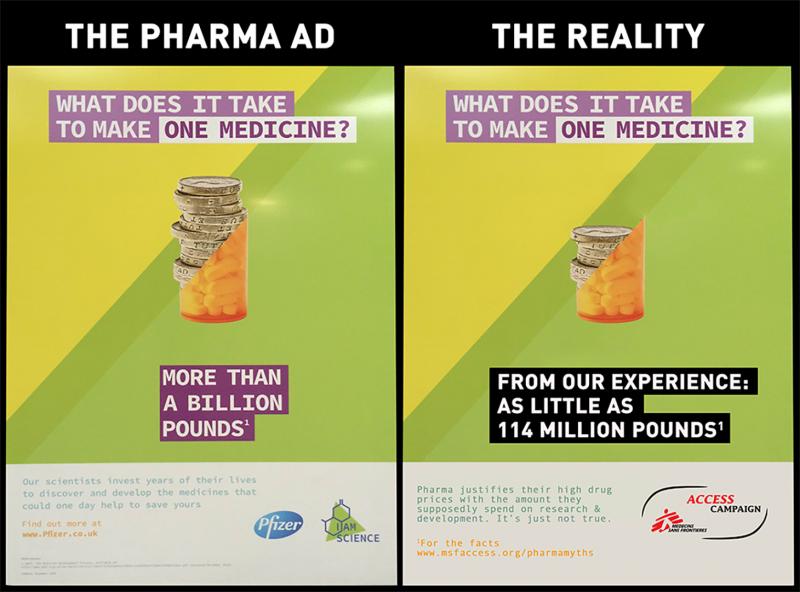 THE PHARMA AD
WHAT DOES IT TAKE
TO MAKE ONE MEDICINE?
MORE THAN
A BILLION
POUNDS¹
Our scientists invest years of their lives
to discover and develop the medicines that
could one day help to save yours
Find out more at
www.Pfizer.co.uk
Pfizer
I JAM
SCIENCE
THE REALITY
WHAT DOES IT TAKE
TO MAKE ONE MEDICINE?
FROM OUR EXPERIENCE:
AS LITTLE AS
114 MILLION POUNDS¹
Pharma justifies their high drug
prices with the amount they
supposedly spend on research &
development. It's just not true.
¹For the facts
www.msfaccess.org/pharmamyths
ACCESS
CAMPAIGN
MEDECINS
SANS FRONTIERES